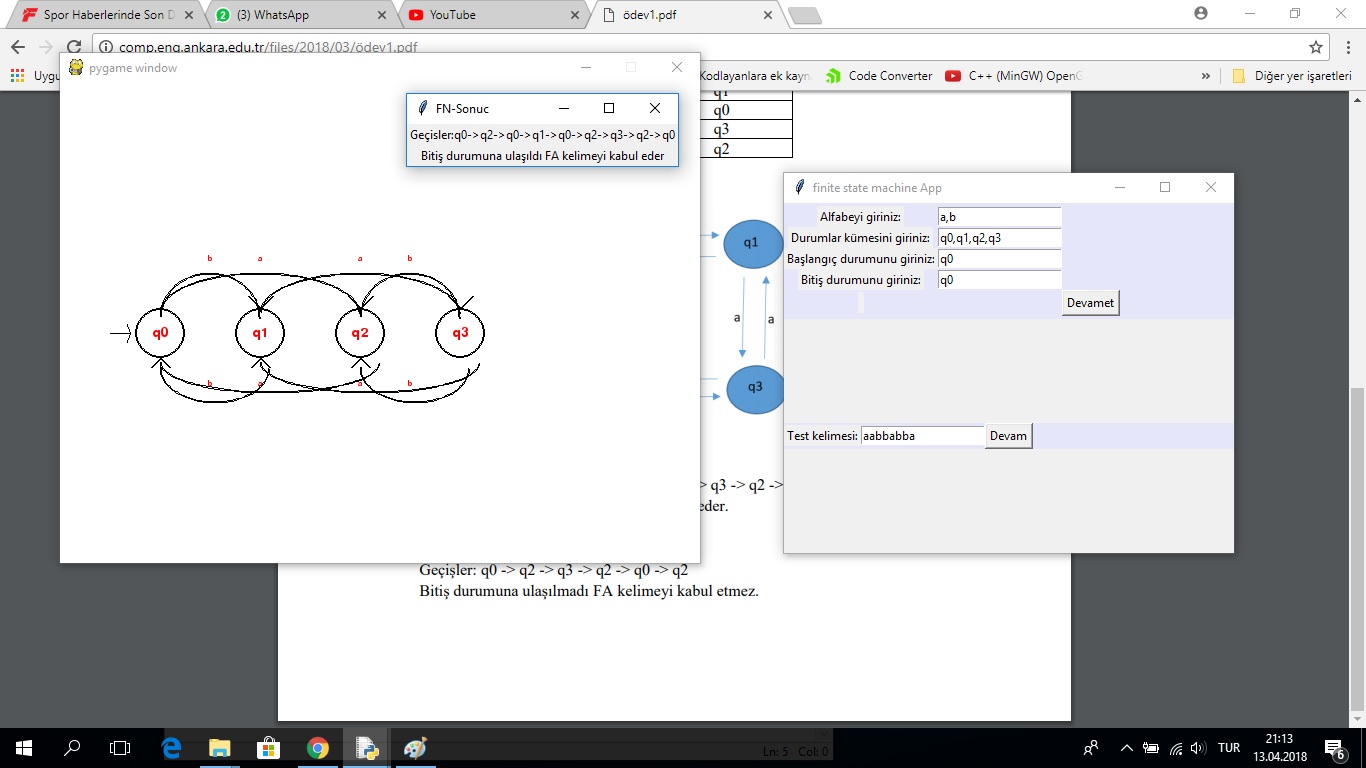 Spor Haberlerinde Son D
(3) WhatsApp
YouTube
ödev1.pdf
comp.eng.ankara.edu.tr/files/2018/03/ödev1.pdf
Uygu
Kodlayanlara ek kayn
Code Converter
C++ (MinGW) OpenG
»
Diğer yer işaretleri
pygame window
FN-Sonuc
Geçisler:q0->q2->q0->q1->q0->q2->q3->q2->q0
Bitiş durumuna ulaşıldı FA kelimeyi kabul eder
b a a b
q0 q1 q2 q3
b a a b
q1
q0
q3
q2
q1
a a
q3
finite state machine App
Alfabeyi giriniz: a,b
Durumlar kümesini giriniz: q0,q1,q2,q3
Başlangıç durumunu giriniz: q0
Bitiş durumunu giriniz: q0
Devamet
Test kelimesi: aabbabba Devam
> q3 -> q2 ->
eder.
Geçişler: q0 -> q2 -> q3 -> q2 -> q0 -> q2
Bitiş durumuna ulaşılmadı FA kelimeyi kabul etmez.
Ln: 5 Col: 0
TUR
21:13
13.04.2018
6